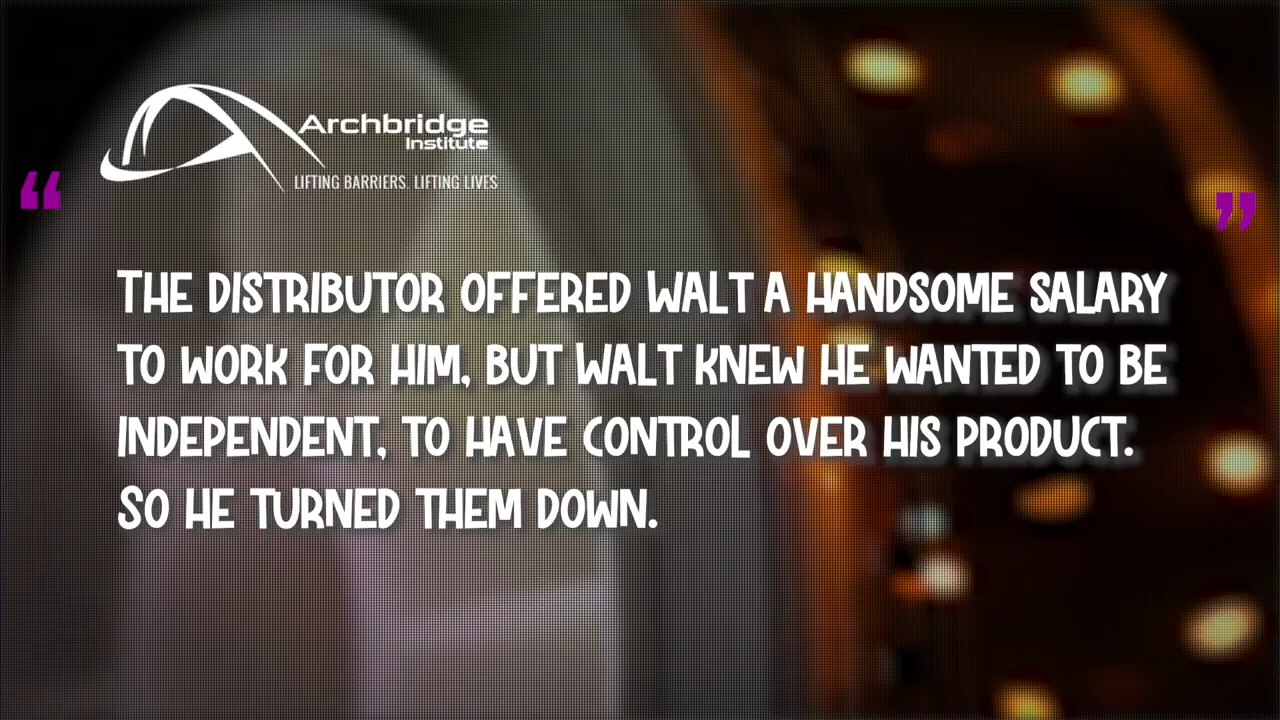 Archbridge
Institute
LIFTING BARRIERS. LIFTING LIVES
“
”
THE DISTRIBUTOR OFFERED WALT A HANDSOME SALARY
TO WORK FOR HIM, BUT WALT KNEW HE WANTED TO BE
INDEPENDENT, TO HAVE CONTROL OVER HIS PRODUCT.
SO HE TURNED THEM DOWN.